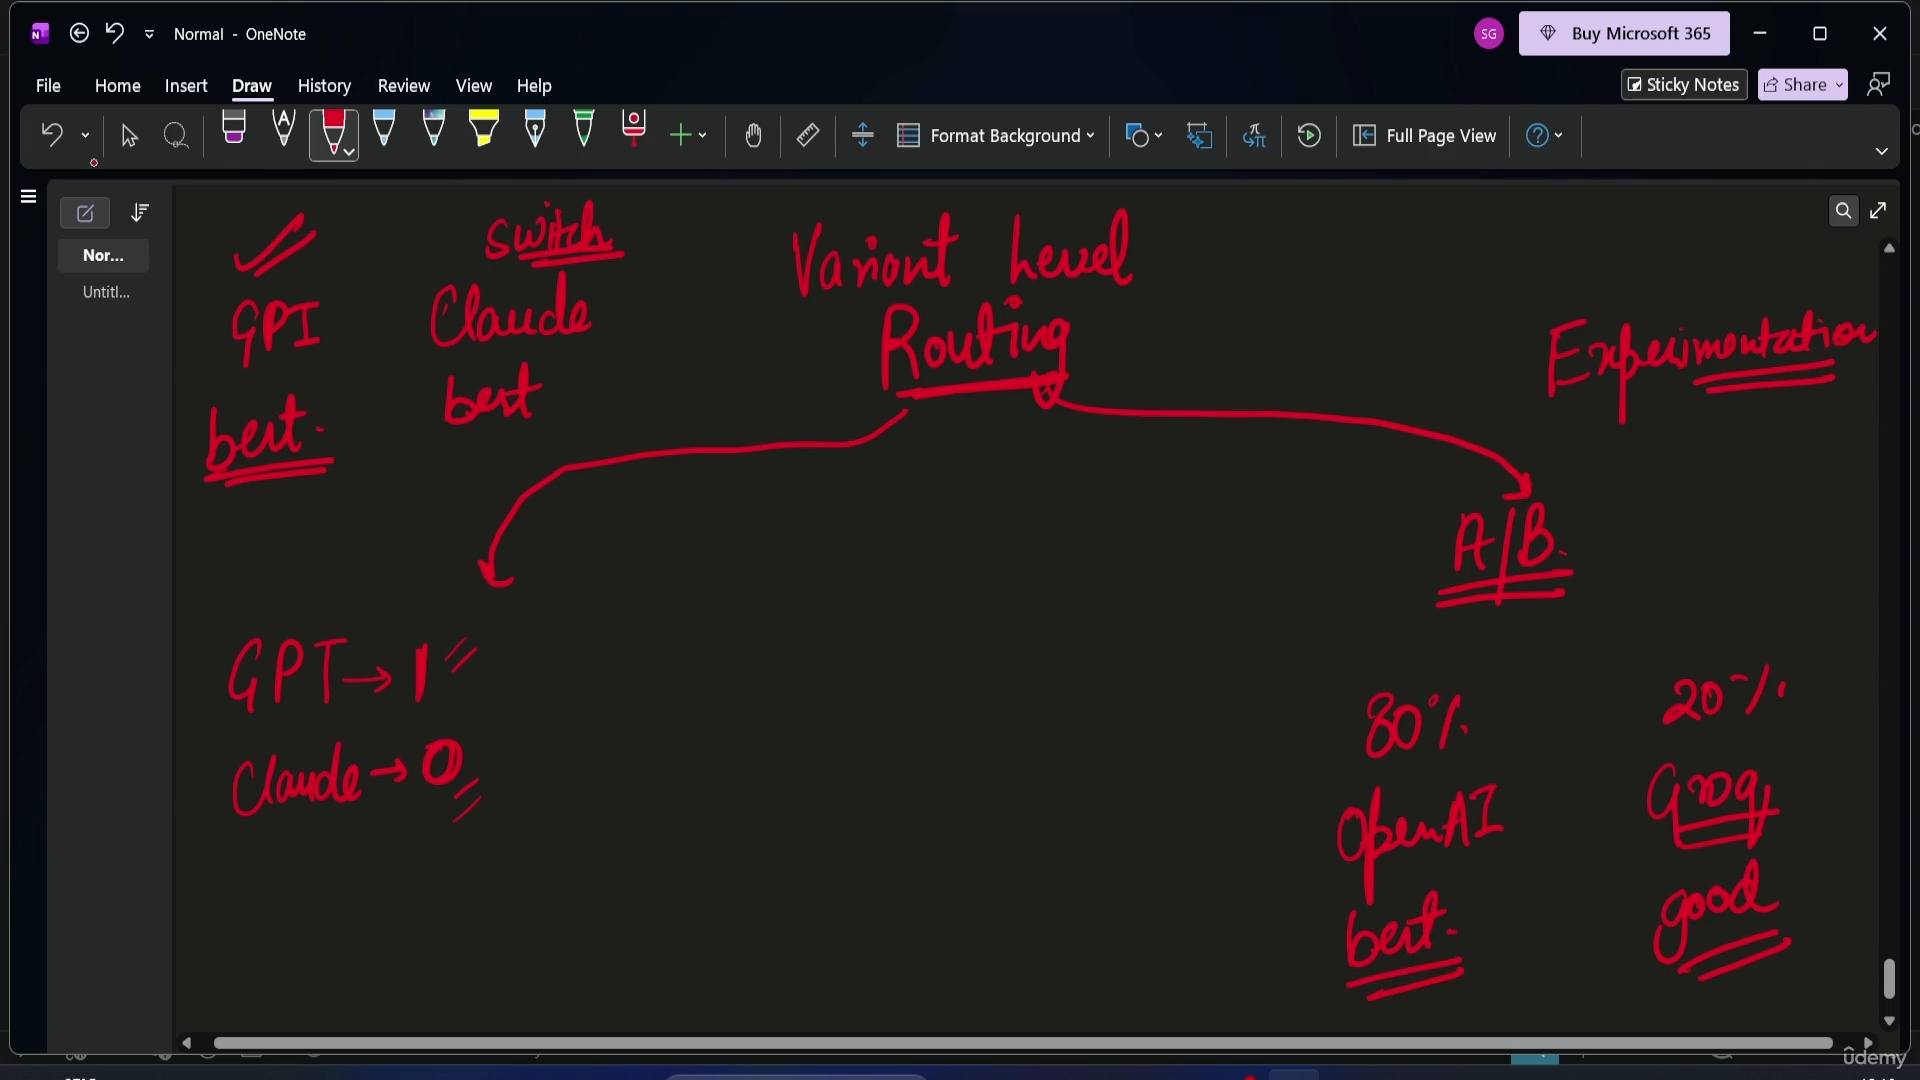 Normal - OneNote
SG
Buy Microsoft 365
File Home Insert Draw History Review View Help
Sticky Notes
Share
Format Background
Full Page View
Nor...
Untitl...
switch
GPI
Claude
best.
best
Variant Level
Routing
Experimentation
A/B.
GPT → 1
Claude → 0
80%
20%
OpenAI
Groq
best.
good
udemy